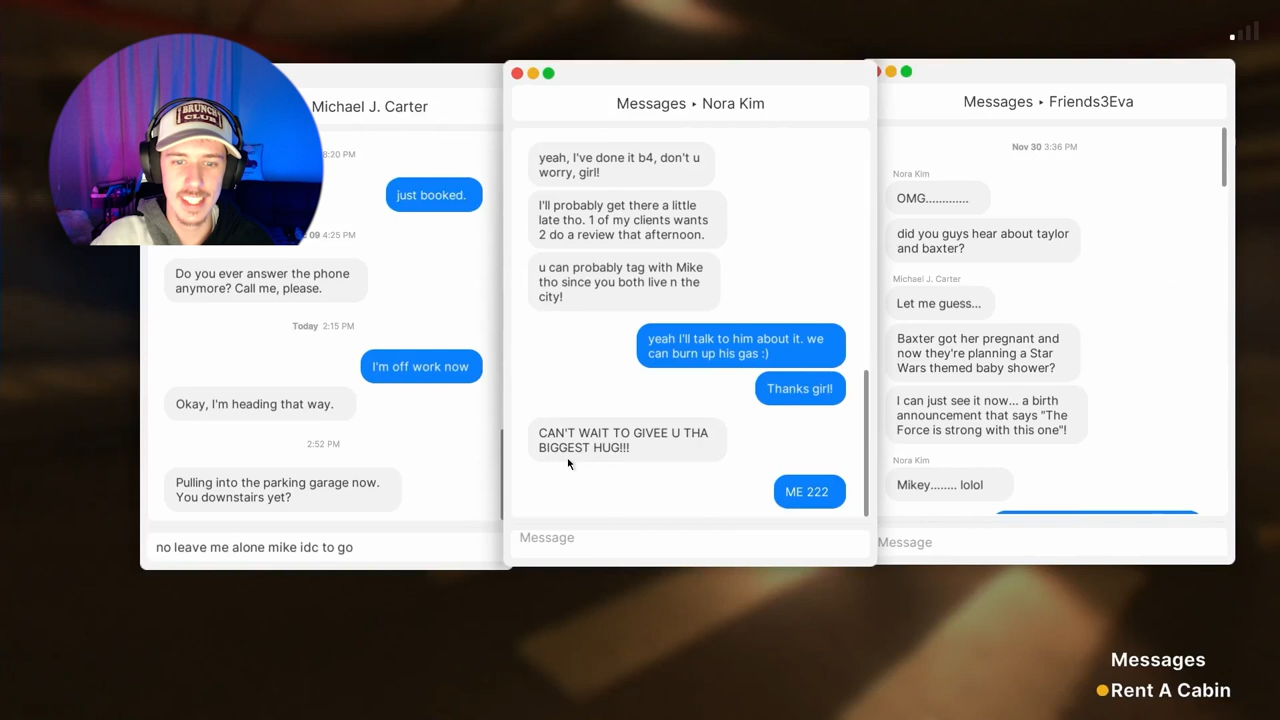 BRUNCH
CLUB
Michael J. Carter
8:20 PM
just booked.
09 4:25 PM
Do you ever answer the phone
anymore? Call me, please.
Today 2:15 PM
I'm off work now
Okay, I'm heading that way.
2:52 PM
Pulling into the parking garage now.
You downstairs yet?
no leave me alone mike idc to go
Messages ‣ Nora Kim
yeah, I've done it b4, don't u
worry, girl!
I'll probably get there a little
late tho. 1 of my clients wants
2 do a review that afternoon.
u can probably tag with Mike
tho since you both live n the
city!
yeah I'll talk to him about it. we
can burn up his gas :)
Thanks girl!
CAN'T WAIT TO GIVEE U THA
BIGGEST HUG!!!
ME 222
Message
Messages ‣ Friends3Eva
Nov 30 3:36 PM
Nora Kim
OMG.............
did you guys hear about taylor
and baxter?
Michael J. Carter
Let me guess...
Baxter got her pregnant and
now they're planning a Star
Wars themed baby shower?
I can just see it now... a birth
announcement that says "The
Force is strong with this one"!
Nora Kim
Mikey........ lolol
Message
Messages
Rent A Cabin